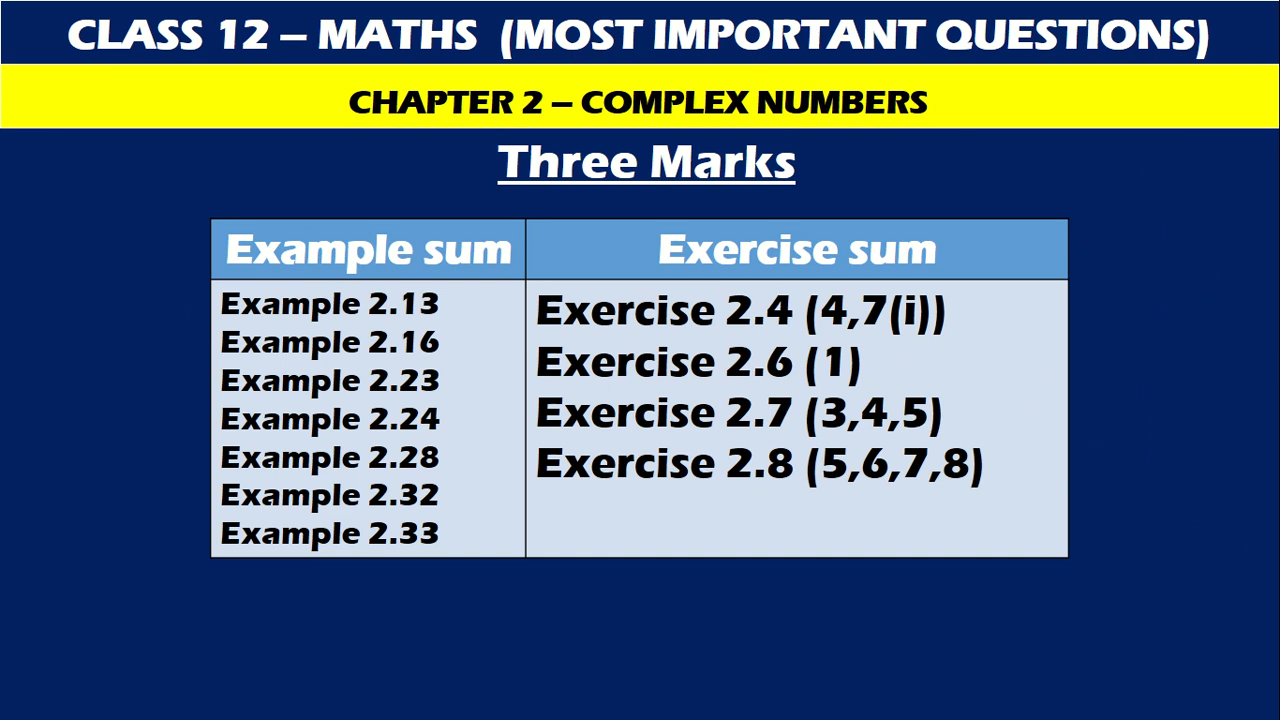 CLASS 12 – MATHS (MOST IMPORTANT QUESTIONS)
CHAPTER 2 – COMPLEX NUMBERS
Three Marks
Example sum
Exercise sum
Example 2.13
Example 2.16
Example 2.23
Example 2.24
Example 2.28
Example 2.32
Example 2.33
Exercise 2.4 (4,7(i))
Exercise 2.6 (1)
Exercise 2.7 (3,4,5)
Exercise 2.8 (5,6,7,8)